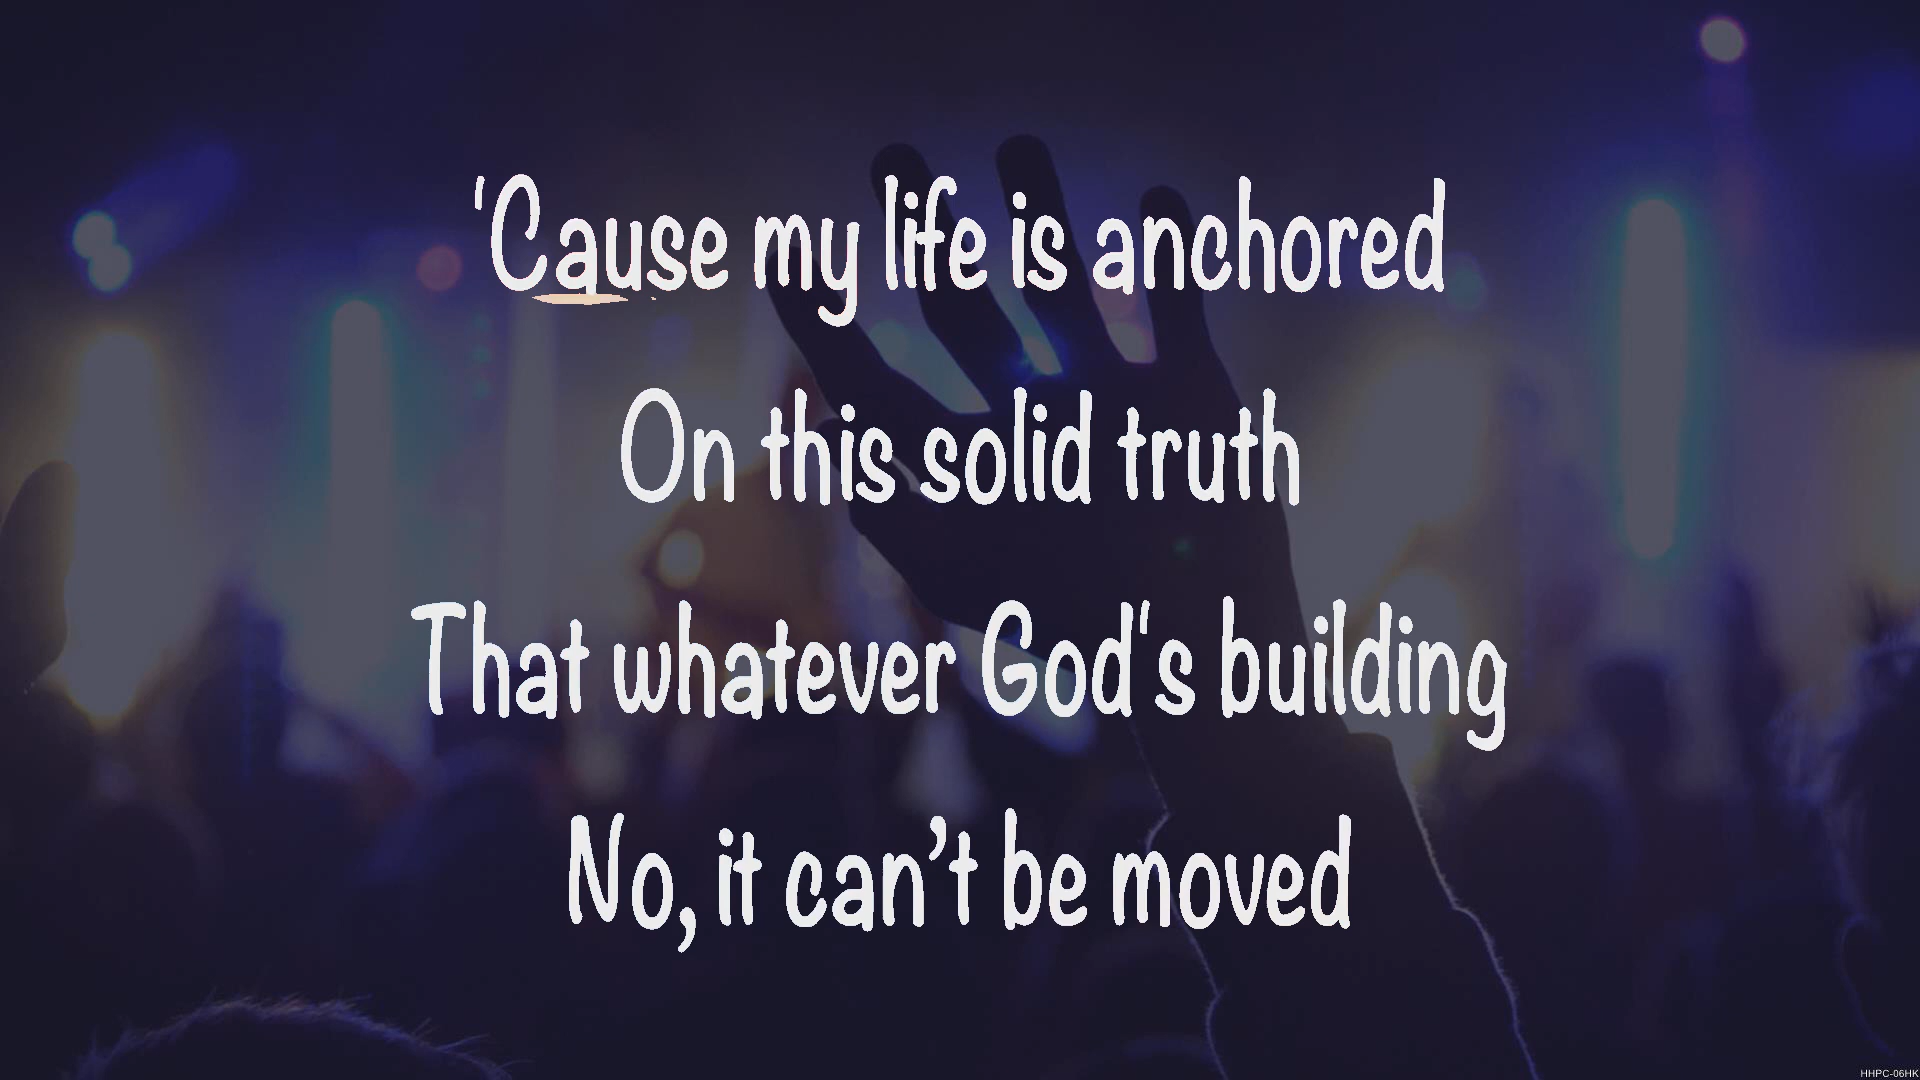 'Cause my life is anchored
On this solid truth
That whatever God's building
No, it can’t be moved
HHPC-06HK